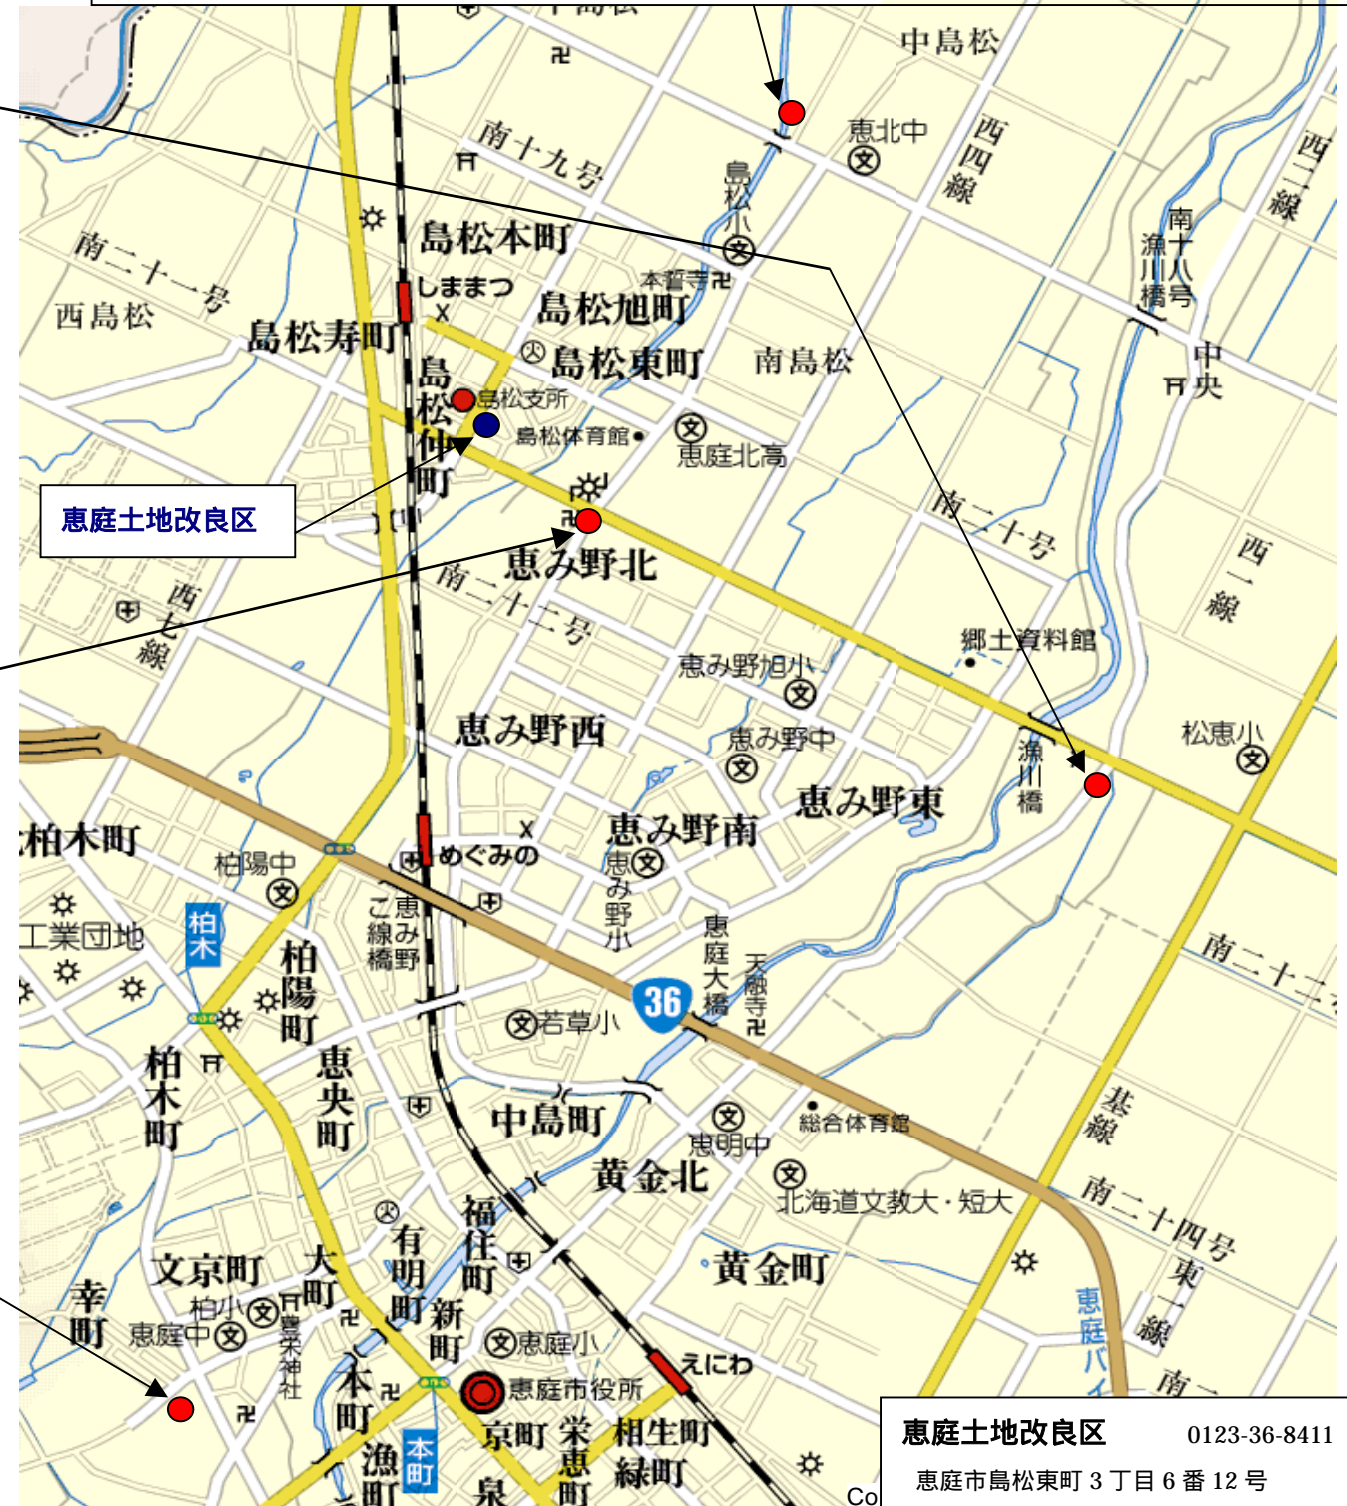 中島松
中島松
恵北中
西四線
西二線
南十九号
島松小
南十八号
漁川橋
島松本町
南二十一号
本誓寺
西島松
しままつ
島松旭町
島松寿町
島松東町
南島松
中央
島松仲町
島松支所
島松体育館
恵庭北高
恵庭土地改良区
南二十号
西一線
恵み野北
南二十二号
西七線
郷土資料館
恵み野旭小
恵み野西
恵み野中
松恵小
漁川橋
恵み野東
恵み野南
柏木町
めぐみの
柏陽中
恵み野小
恵み野
こ線橋
柏木
工業団地
恵庭大橋
天融寺
柏陽町
南二十二号
36
若草小
柏木町
恵央町
中島町
基線
総合体育館
恵明中
黄金北
北海道文教大・短大
南二十四号
福住町
有明町
大町
文京町
黄金町
東一線
幸町
柏小
恵庭中
豊栄神社
新町
恵庭小
恵庭バイ
えにわ
本町
恵庭市役所
南二
京町
栄恵町
相生町
緑町
漁町
本町
泉
Co
恵庭土地改良区 0123-36-8411
恵庭市島松東町 3 丁目 6 番 12 号